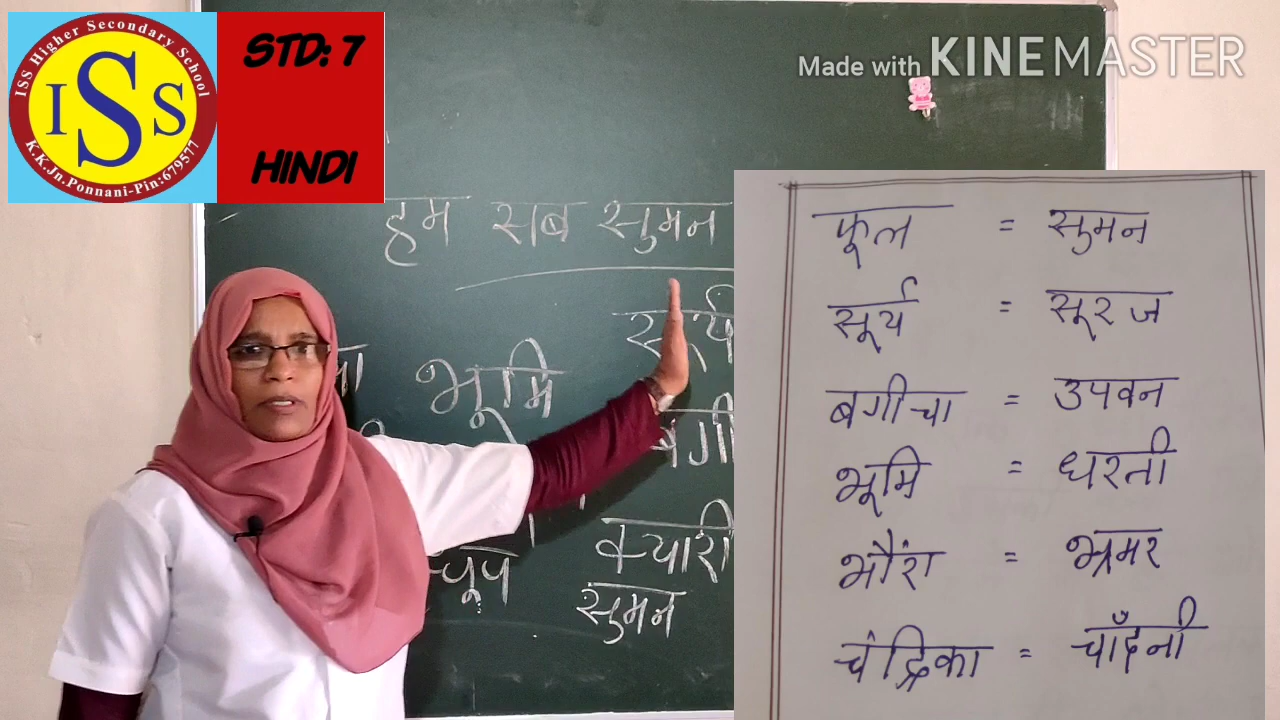 ISS Higher Secondary School
ISS
K.K.Jn.Ponnani-Pin:679577
STD: 7
HINDI
Made with KINEMASTER
हम सब सुमन
सूर्य
भूमि
बगी
क्यारी
सुमन
फूल = सुमन
सूर्य = सूरज
बगीचा = उपवन
भूमि = धरती
भौंरा = भ्रमर
चंद्रिका = चाँदनी